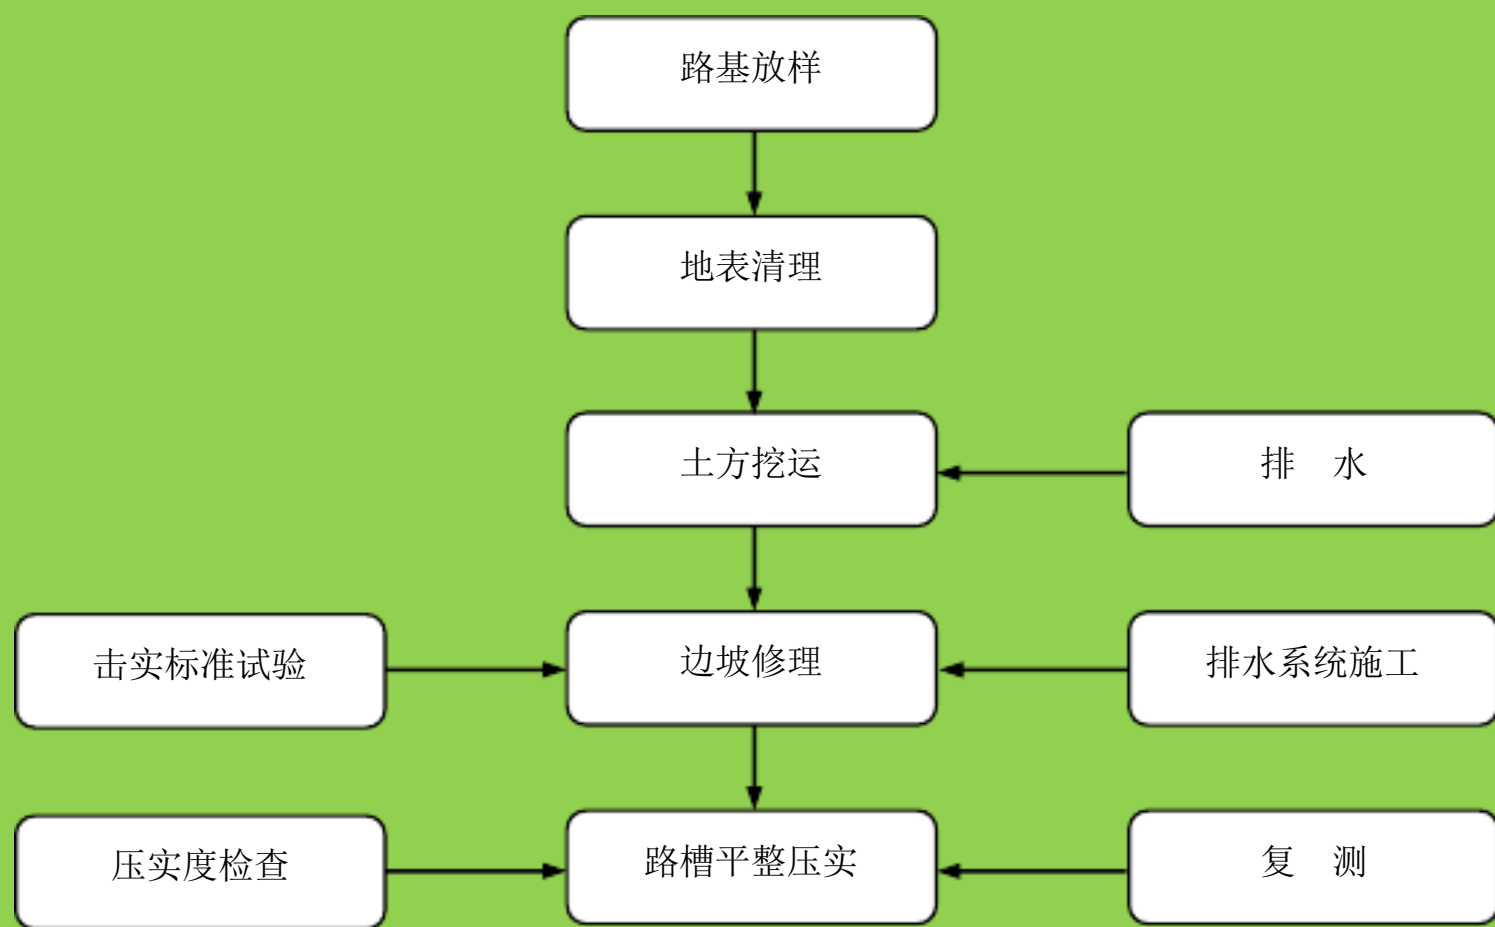 路基放样
地表清理
土方挖运
排 水
击实标准试验
边坡修理
排水系统施工
压实度检查
路槽平整压实
复 测